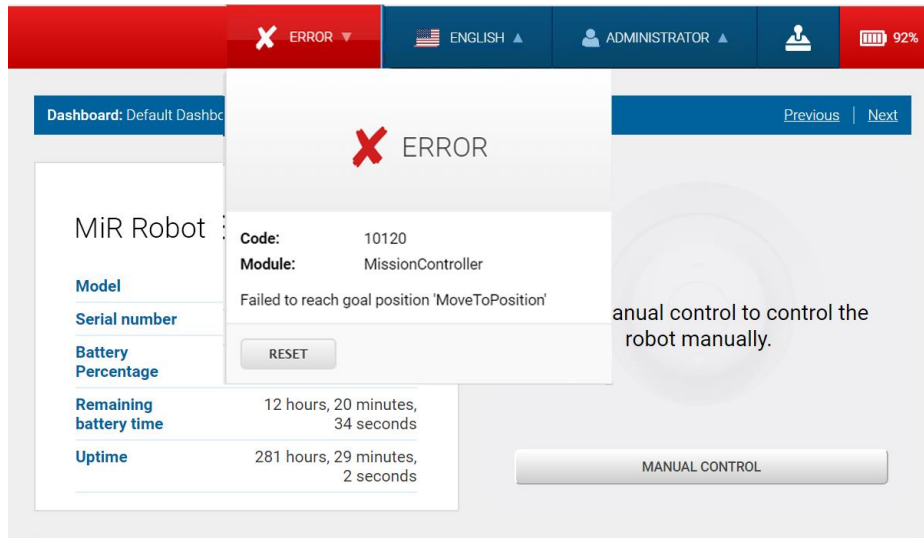 ERROR
ENGLISH
ADMINISTRATOR
92%
Dashboard: Default Dashbo
Previous | Next
ERROR
Code: 10120
Module: MissionController
Failed to reach goal position 'MoveToPosition'
RESET
MiR Robot
Model
Serial number
Battery
Percentage
Remaining
battery time
12 hours, 20 minutes,
34 seconds
Uptime
281 hours, 29 minutes,
2 seconds
anual control to control the
robot manually.
MANUAL CONTROL